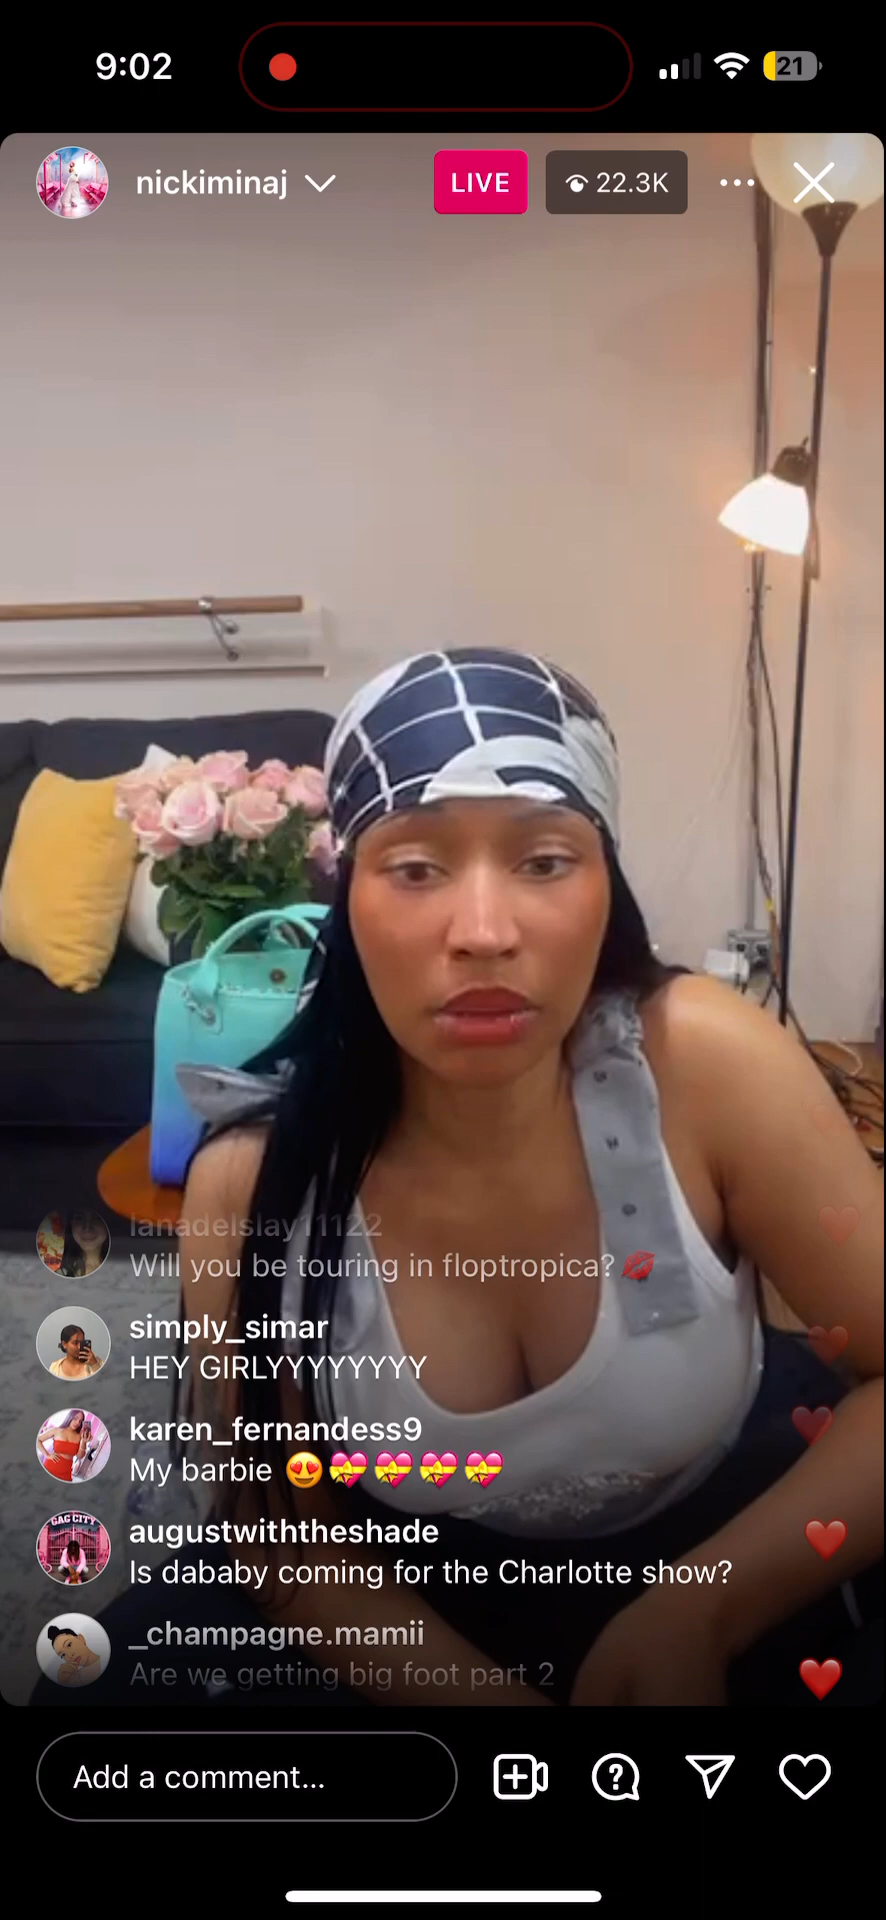 9:02
21
nickiminaj
LIVE
22.3K
lanadelslay11122
Will you be touring in floptropica? 💋
simply_simar
HEY GIRLYYYYYYYY
karen_fernandess9
My barbie 😍💝💝💝💝
GAG CITY
augustwiththeshade
Is dababy coming for the Charlotte show?
_champagne.mamii
Are we getting big foot part 2
Add a comment...